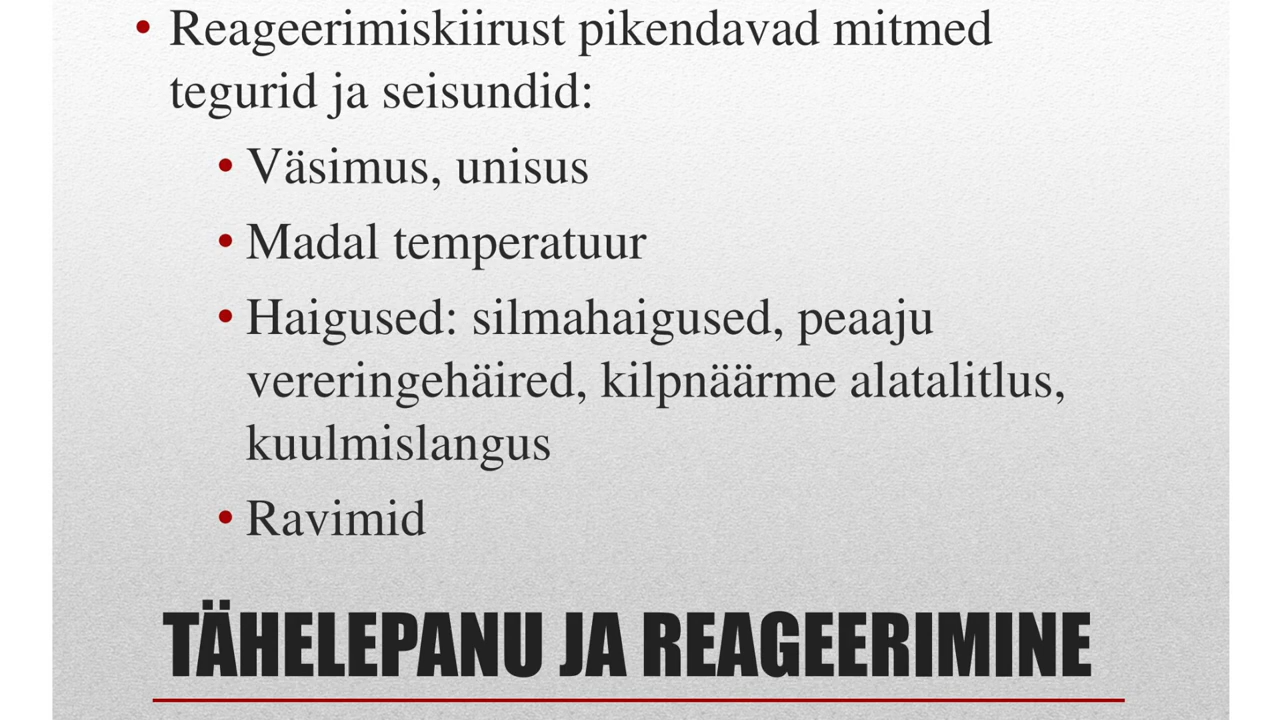 • Reageerimiskiirust pikendavad mitmed
tegurid ja seisundid:
• Väsimus, unisus
• Madal temperatuur
• Haigused: silmahaigused, peaaju
vereringehäired, kilpnäärme alatalitlus,
kuulmislangus
• Ravimid
TÄHELEPANU JA REAGEERIMINE